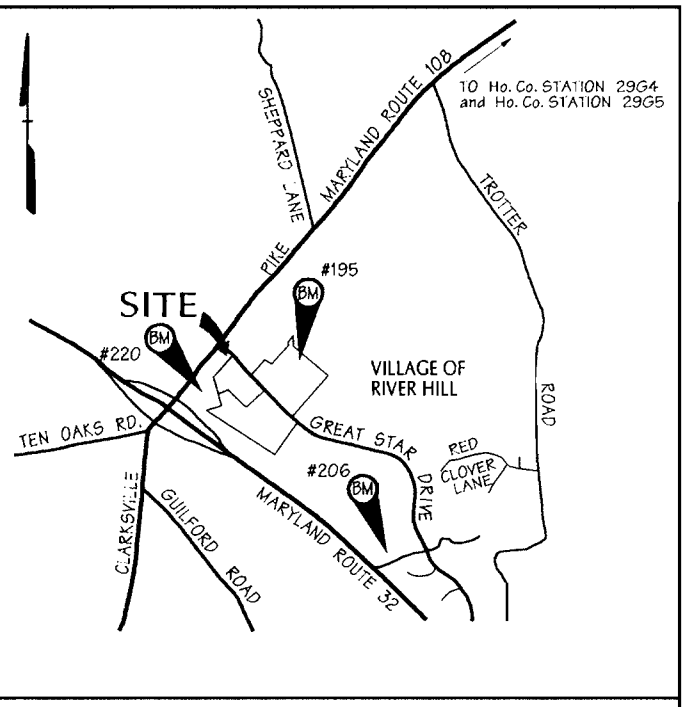 TO Ho. Co. STATION 29G4
and Ho. Co. STATION 29G5
MARYLAND ROUTE 108
SHEPPARD LANE
TROTTER
PIKE
#195
BM
SITE
BM
#220
VILLAGE OF
RIVER HILL
ROAD
TEN OAKS RD.
GREAT STAR
DRIVE
RED
CLOVER
LANE
#206
BM
CLARKSVILLE
GUILFORD ROAD
MARYLAND ROUTE 32